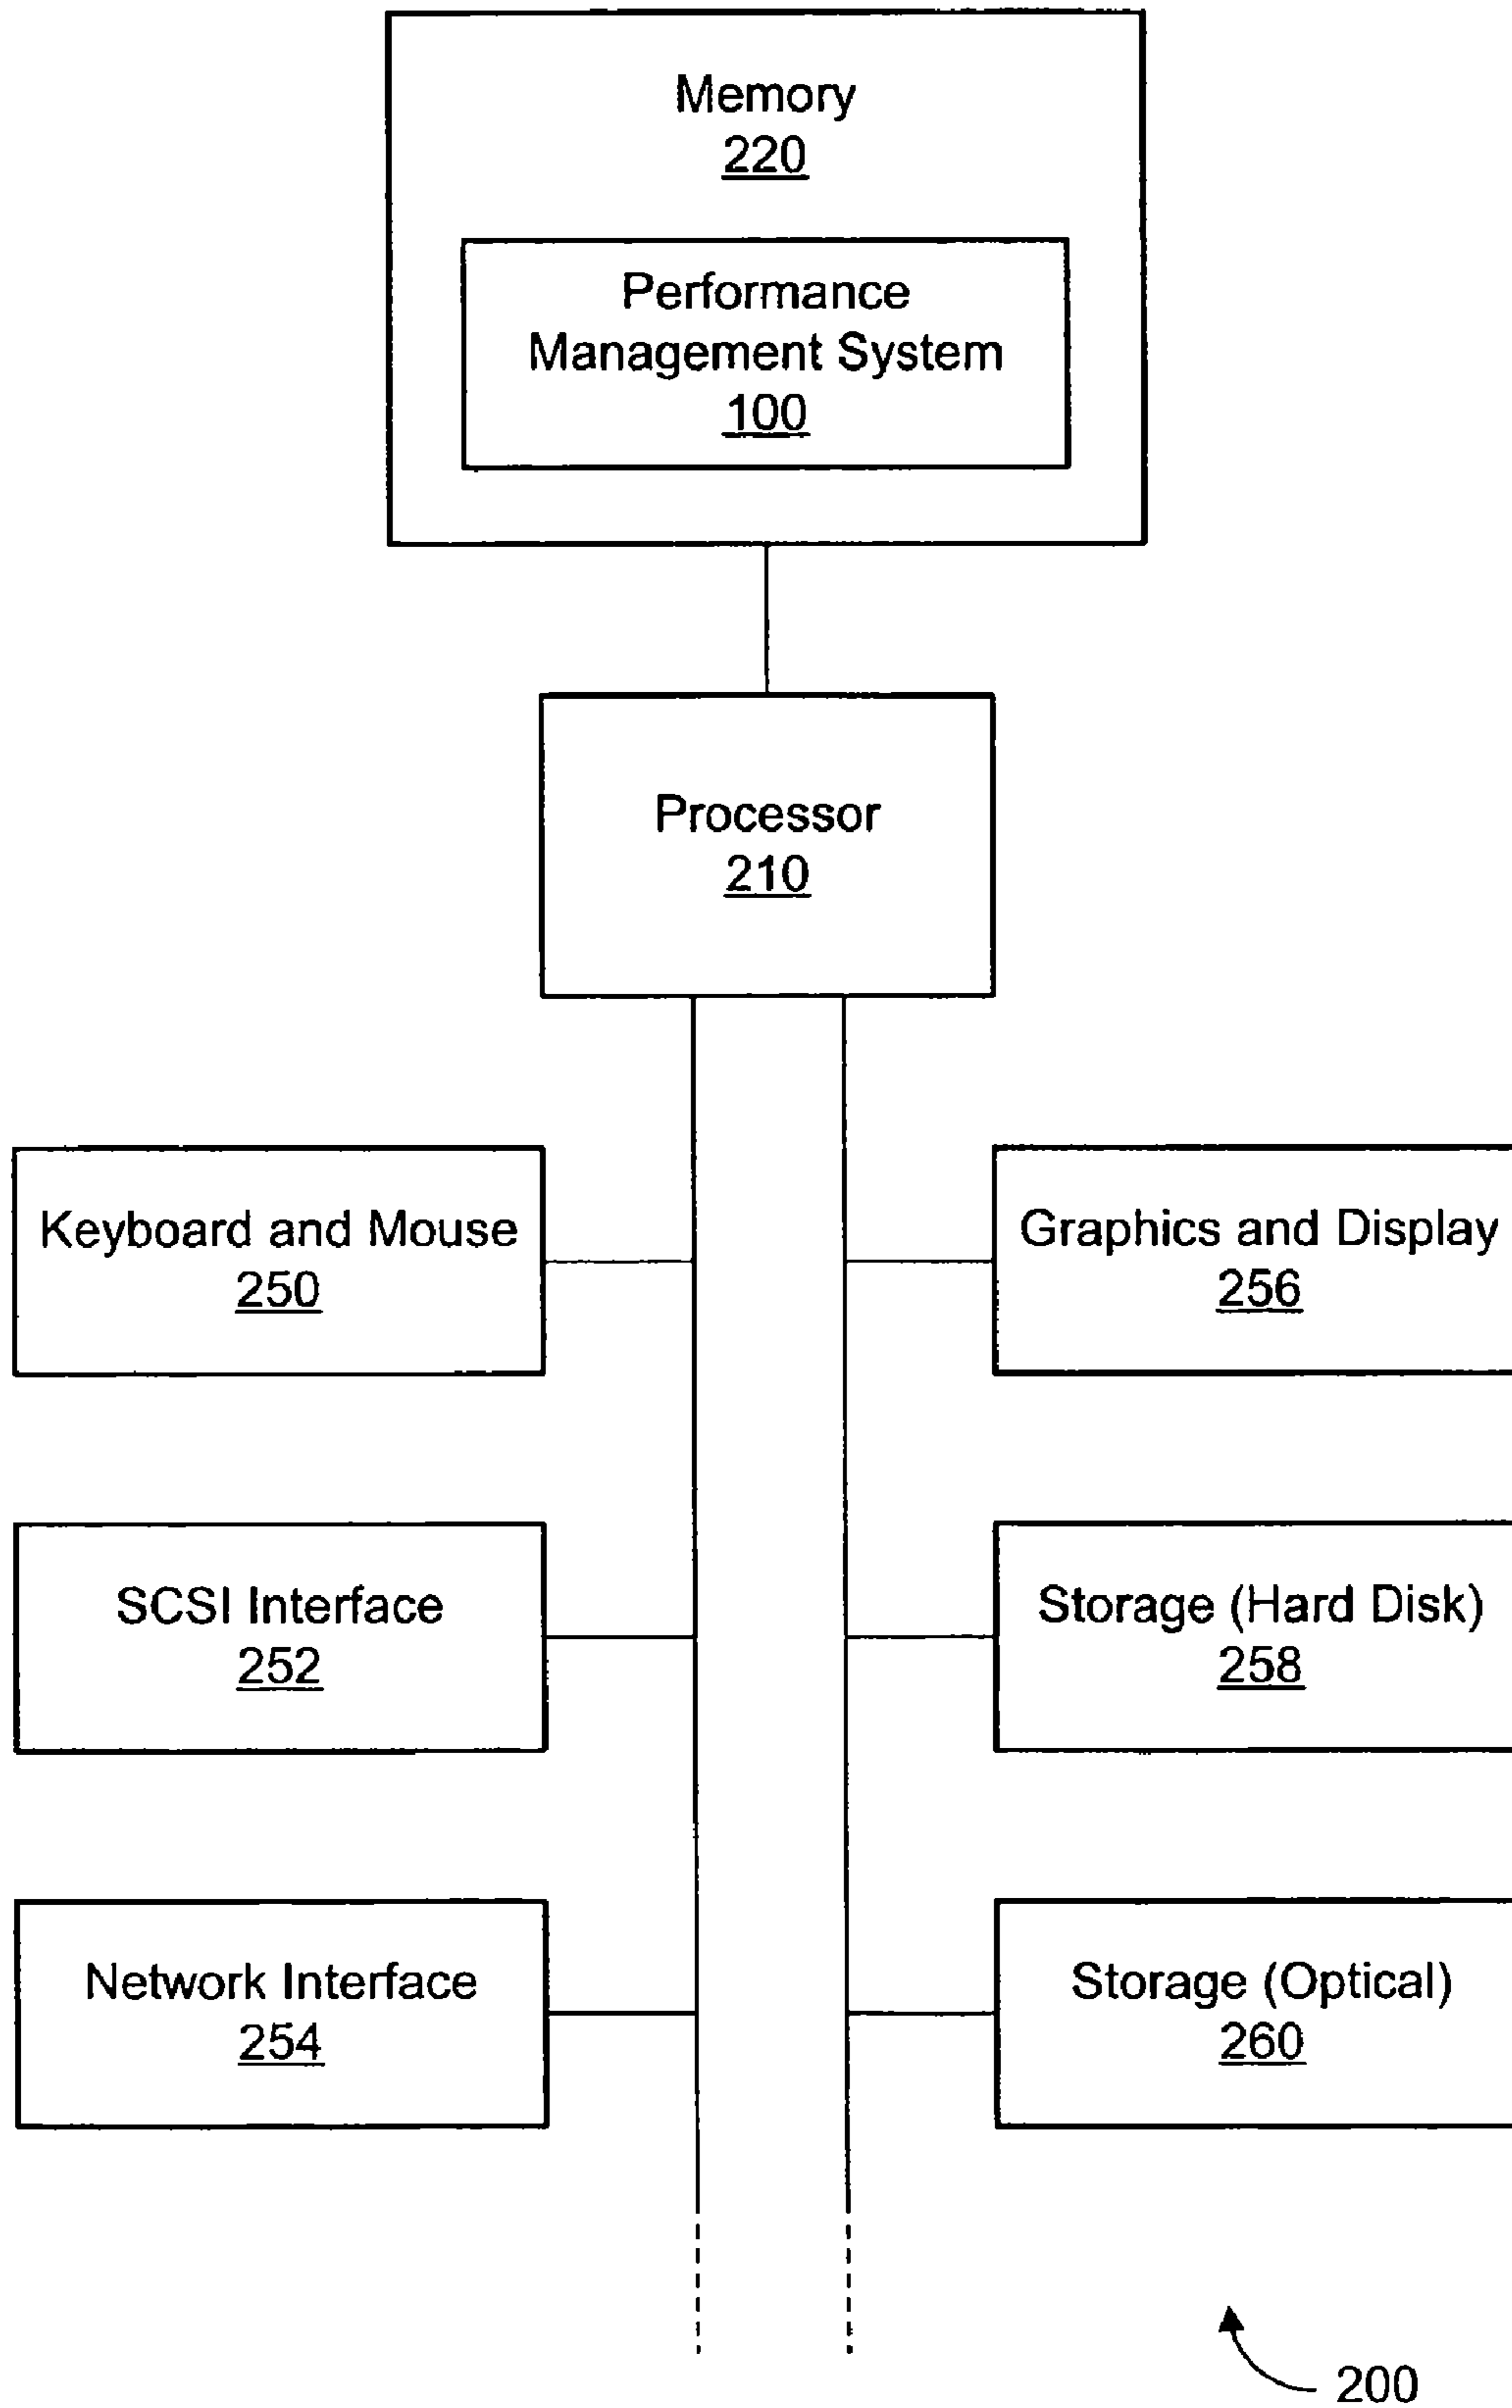 Memory
220
Performance
Management System
100
Processor
210
Keyboard and Mouse
250
Graphics and Display
256
SCSI Interface
252
Storage (Hard Disk)
258
Network Interface
254
Storage (Optical)
260
200